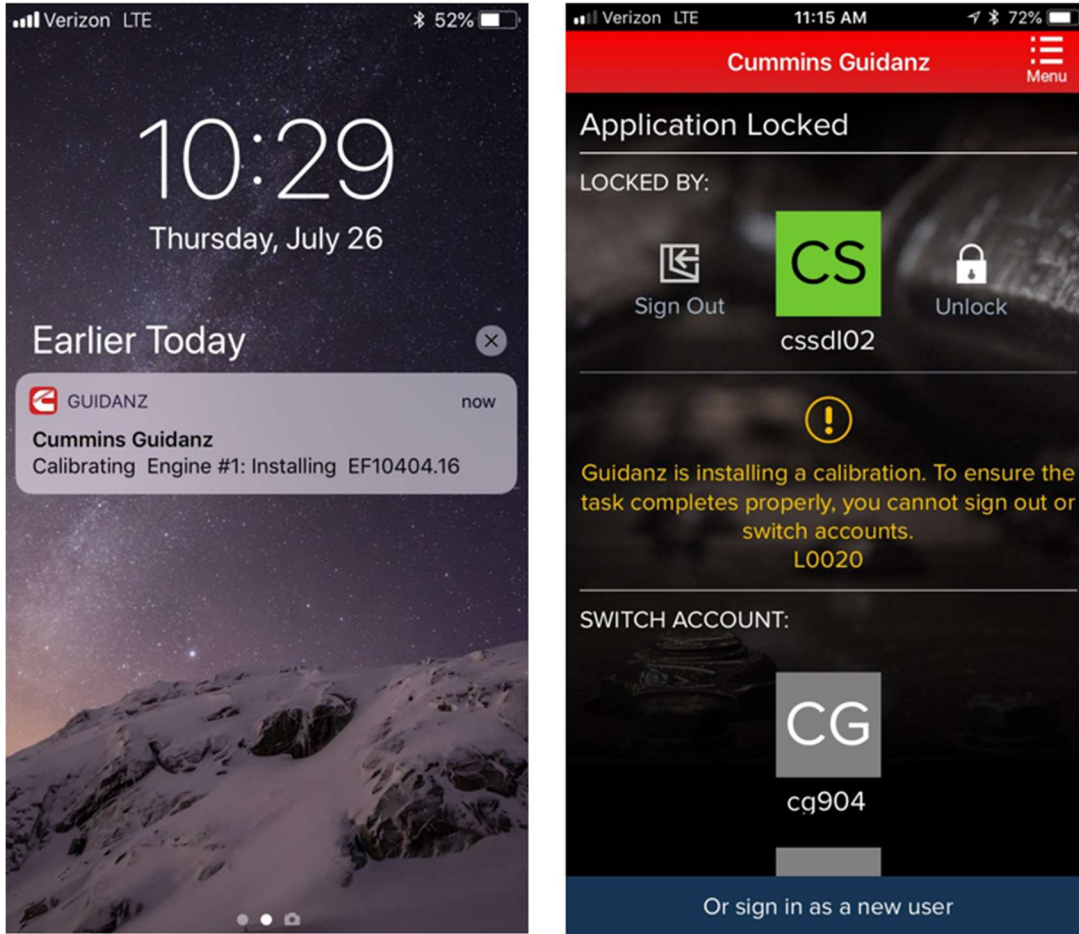 Verizon LTE 52%
10:29
Thursday, July 26
Earlier Today
GUIDANZ now
Cummins Guidanz
Calibrating Engine #1: Installing EF10404.16
Verizon LTE 11:15 AM 72%
Cummins Guidanz
Menu
Application Locked
LOCKED BY:
CS
Sign Out
Unlock
cssdl02
Guidanz is installing a calibration. To ensure the
task completes properly, you cannot sign out or
switch accounts.
L0020
SWITCH ACCOUNT:
CG
cg904
Or sign in as a new user